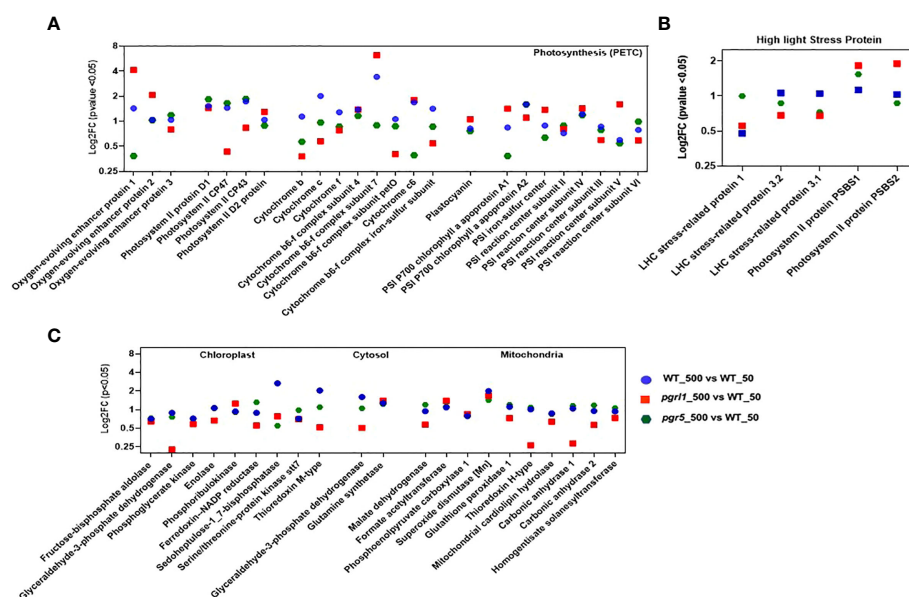 A
Photosynthesis (PETC)
Log2FC (pvalue <0.05)
8
4
2
1
0.5
0.25
Oxygen-evolving enhancer protein 1
Oxygen-evolving enhancer protein 2
Oxygen-evolving enhancer protein 3
Photosystem II protein D1
Photosystem II CP47
Photosystem II CP43
Photosystem II D2 protein
Cytochrome b
Cytochrome c
Cytochrome f
Cytochrome b6-f complex subunit 4
Cytochrome b6-f complex subunit 7
Cytochrome b6-f complex subunit petO
Cytochrome c6
Cytochrome b6-f complex iron-sulfur subunit
Plastocyanin
PSI P700 chlorophyll a apoprotein A1
PSI P700 chlorophyll a apoprotein A2
PSI iron-sulfur center
PSI reaction center subunit II
PSI reaction center subunit IV
PSI reaction center subunit III
PSI reaction center subunit V
PSI reaction center subunit VI
B
High light Stress Protein
Log2FC (pvalue <0.05)
2
1
0.5
0.25
LHC stress-related protein 1
LHC stress-related protein 3.2
LHC stress-related protein 3.1
Photosystem II protein PSBS1
Photosystem II protein PSBS2
C
Chloroplast
Cytosol
Mitochondria
Log2FC (p<0.05)
8
4
2
1
0.5
0.25
Fructose-bisphosphate aldolase
Glyceraldehyde-3-phosphate dehydrogenase
Phosphoglycerate kinase
Enolase
Phosphoribulokinase
Ferredoxin--NADP reductase
Sedoheptulose-1_7-bisphosphatase
Serine/threonine-protein kinase stt7
Thioredoxin M-type
Glyceraldehyde-3-phosphate dehydrogenase
Glutamine synthetase
Malate dehydrogenase
Formate acetyltransferase
Phosphoenolpyruvate carboxylase 1
Superoxide dismutase [Mn]
Glutathione peroxidase 1
Thioredoxin H-type
Mitochondrial cardiolipin hydrolase
Carbonic anhydrase 1
Carbonic anhydrase 2
Homogentisate solanesyltransferase
WT_500 vs WT_50
pgrl1_500 vs WT_50
pgr5_500 vs WT_50